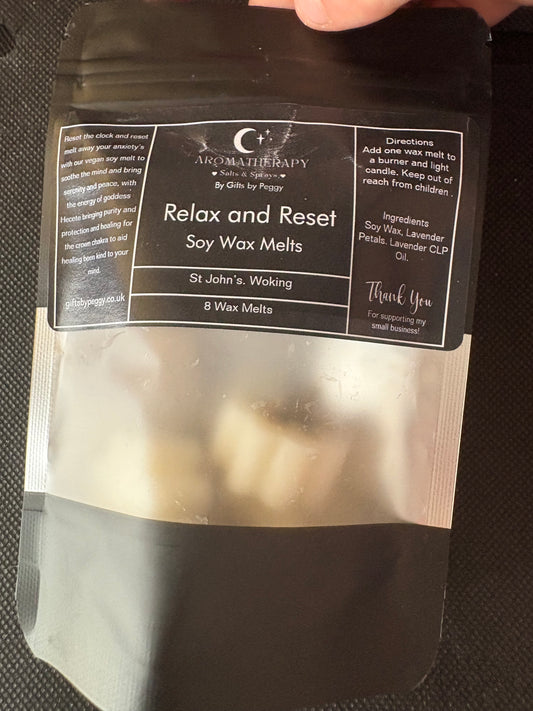 Reset the clock and reset
melt away your anxiety's
with our vegan soy melt to
soothe the mind and bring
serenity and peace, with
the energy of goddess
Hecate bringing purity and
protection and healing for
the crown chakra to aid
healing been kind to your
mind.
giftsbypeggy.co.uk
AROMATHERAPY
♥ Salts & Sprays ♥
By Gifts by Peggy
Relax and Reset
Soy Wax Melts
St John's. Woking
8 Wax Melts
Directions
Add one wax melt to
a burner and light
candle. Keep out of
reach from children .
Ingredients
Soy Wax, Lavender
Petals. Lavender CLP
Oil.
Thank You
For supporting my
small business!